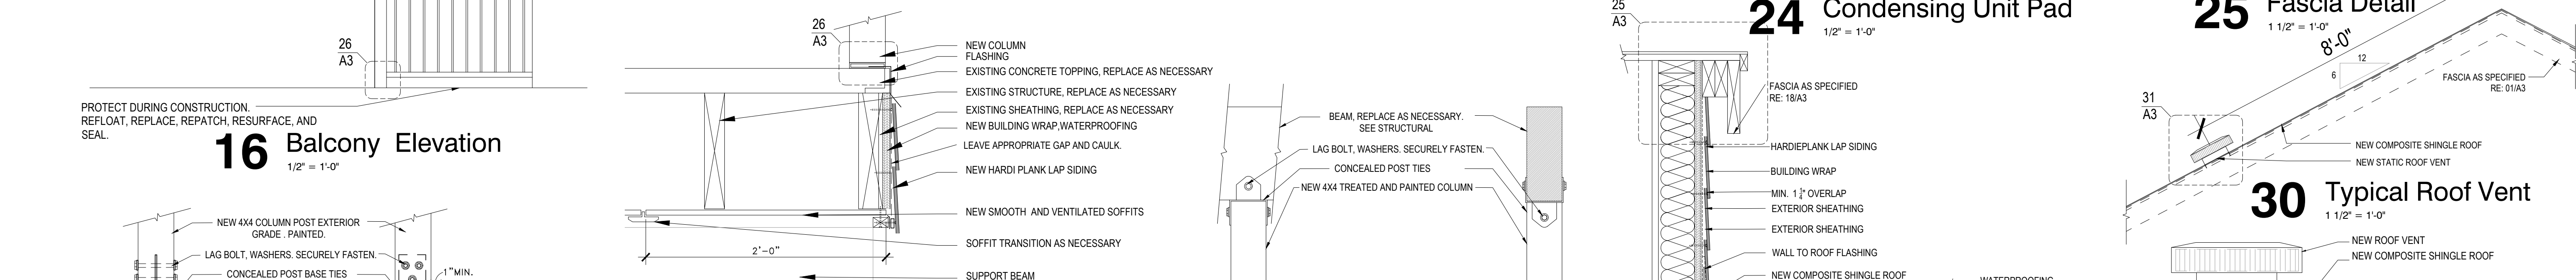 26
A3
PROTECT DURING CONSTRUCTION.
REFLOAT, REPLACE, REPATCH, RESURFACE, AND
SEAL.
16 Balcony Elevation
1/2" = 1'-0"
NEW 4X4 COLUMN POST EXTERIOR
GRADE . PAINTED.
LAG BOLT, WASHERS. SECURELY FASTEN.
CONCEALED POST BASE TIES
1"MIN.
26
A3
NEW COLUMN
FLASHING
EXISTING CONCRETE TOPPING, REPLACE AS NECESSARY
EXISTING STRUCTURE, REPLACE AS NECESSARY
EXISTING SHEATHING, REPLACE AS NECESSARY
NEW BUILDING WRAP,WATERPROOFING
LEAVE APPROPRIATE GAP AND CAULK.
NEW HARDI PLANK LAP SIDING
NEW SMOOTH AND VENTILATED SOFFITS
SOFFIT TRANSITION AS NECESSARY
2'-0"
SUPPORT BEAM
BEAM, REPLACE AS NECESSARY.
SEE STRUCTURAL
LAG BOLT, WASHERS. SECURELY FASTEN.
CONCEALED POST TIES
NEW 4X4 TREATED AND PAINTED COLUMN
25
A3
24 Condensing Unit Pad
1/2" = 1'-0"
FASCIA AS SPECIFIED
RE: 18/A3
HARDIEPLANK LAP SIDING
BUILDING WRAP
MIN. 1 1/4" OVERLAP
EXTERIOR SHEATHING
EXTERIOR SHEATHING
WALL TO ROOF FLASHING
NEW COMPOSITE SHINGLE ROOF
WATERPROOFING
25 Fascia Detail
1 1/2" = 1'-0"
8'-0"
12
6
FASCIA AS SPECIFIED
RE: 01/A3
31
A3
NEW COMPOSITE SHINGLE ROOF
NEW STATIC ROOF VENT
30 Typical Roof Vent
1 1/2" = 1'-0"
NEW ROOF VENT
NEW COMPOSITE SHINGLE ROOF